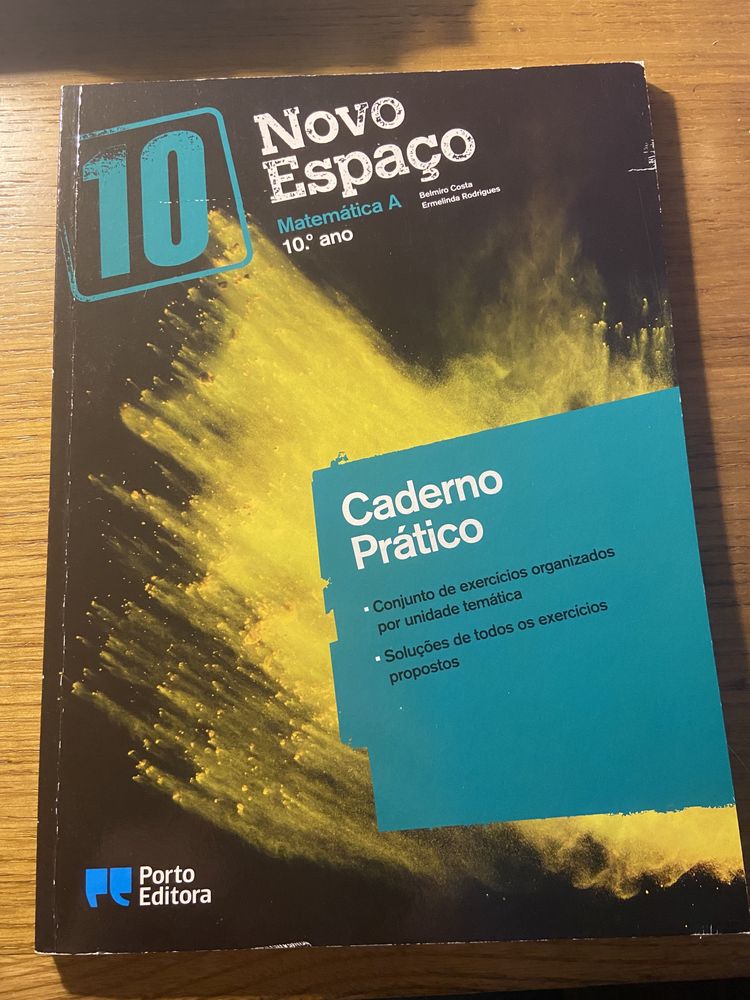 10
Novo
Espaço
Matemática A
10.º ano
Belmiro Costa
Ermelinda Rodrigues
Caderno
Prático
▪ Conjunto de exercícios organizados
por unidade temática
▪ Soluções de todos os exercícios
propostos
Porto
Editora